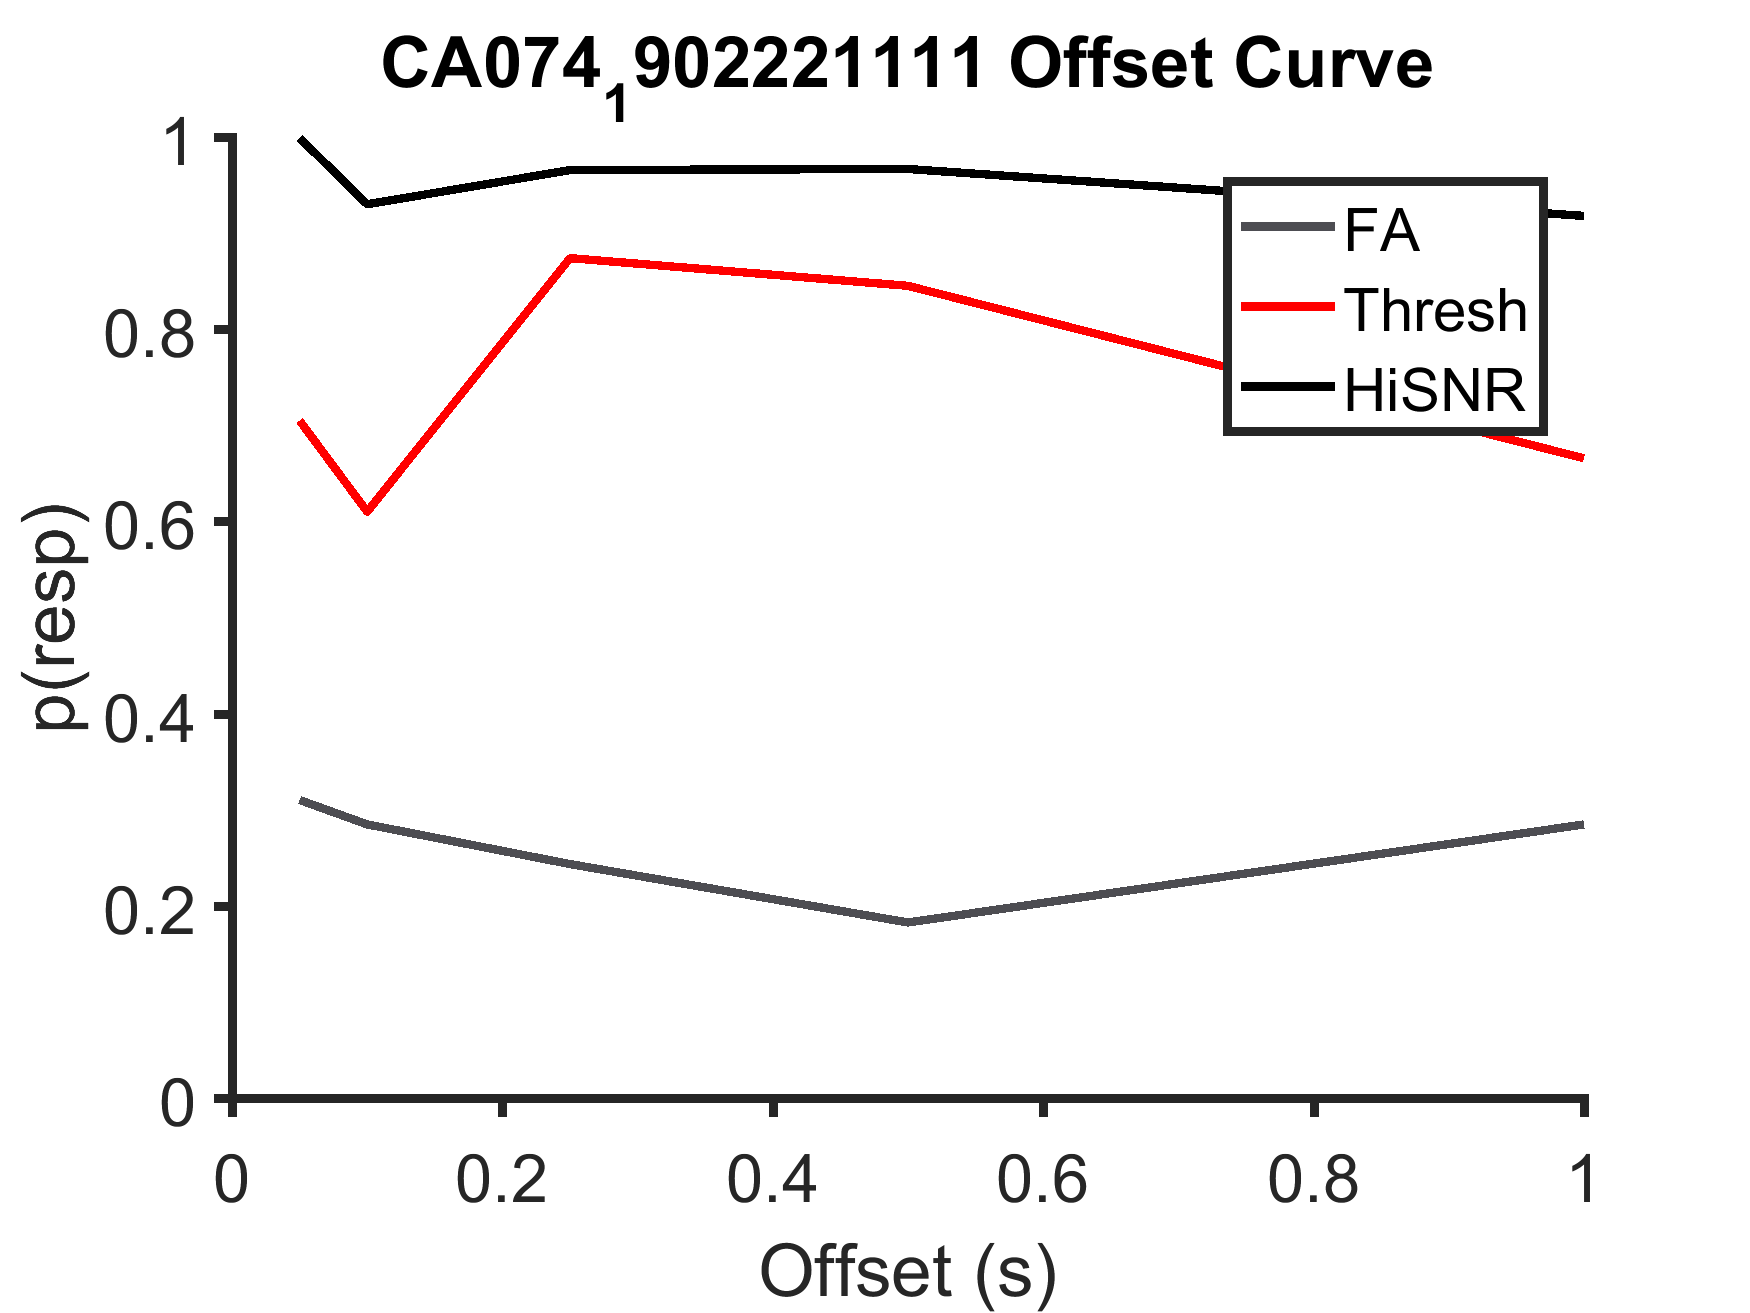 CA074₁902221111 Offset Curve
1
0.8
0.6
0.4
0.2
0
p(resp)
FA
Thresh
HiSNR
0 0.2 0.4 0.6 0.8 1
Offset (s)